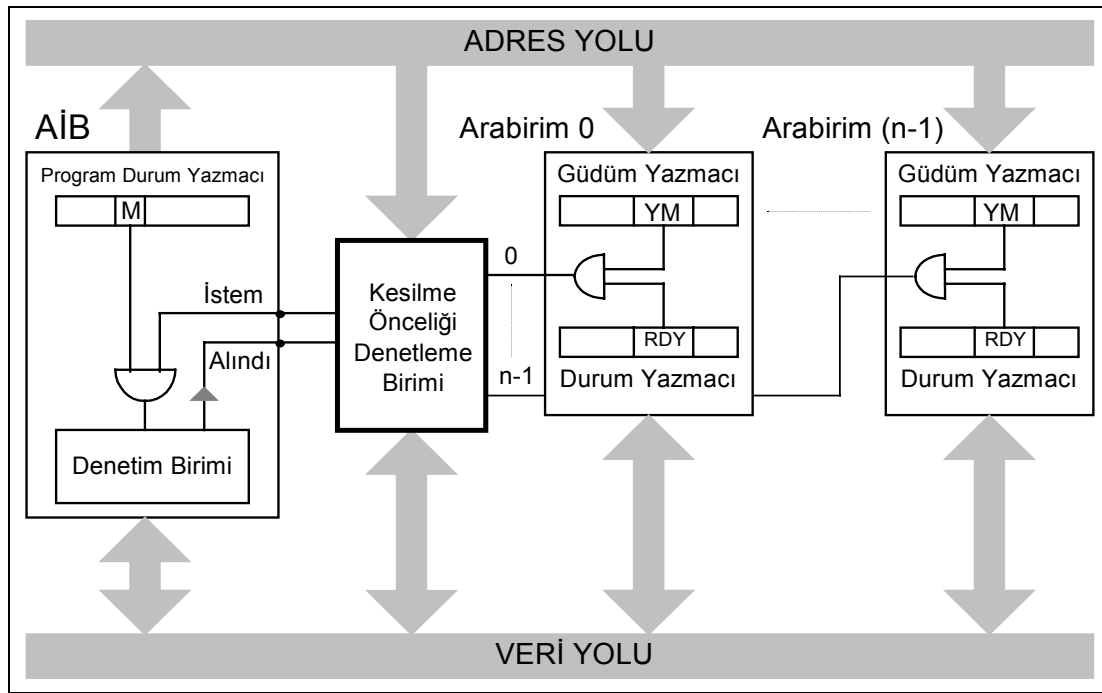 ADRES YOLU
AİB
Program Durum Yazmacı
M
İstem
Alındı
Denetim Birimi
Kesilme
Önceliği
Denetleme
Birimi
0
n-1
Arabirim 0
Güdüm Yazmacı
YM
RDY
Durum Yazmacı
Arabirim (n-1)
Güdüm Yazmacı
YM
RDY
Durum Yazmacı
VERİ YOLU